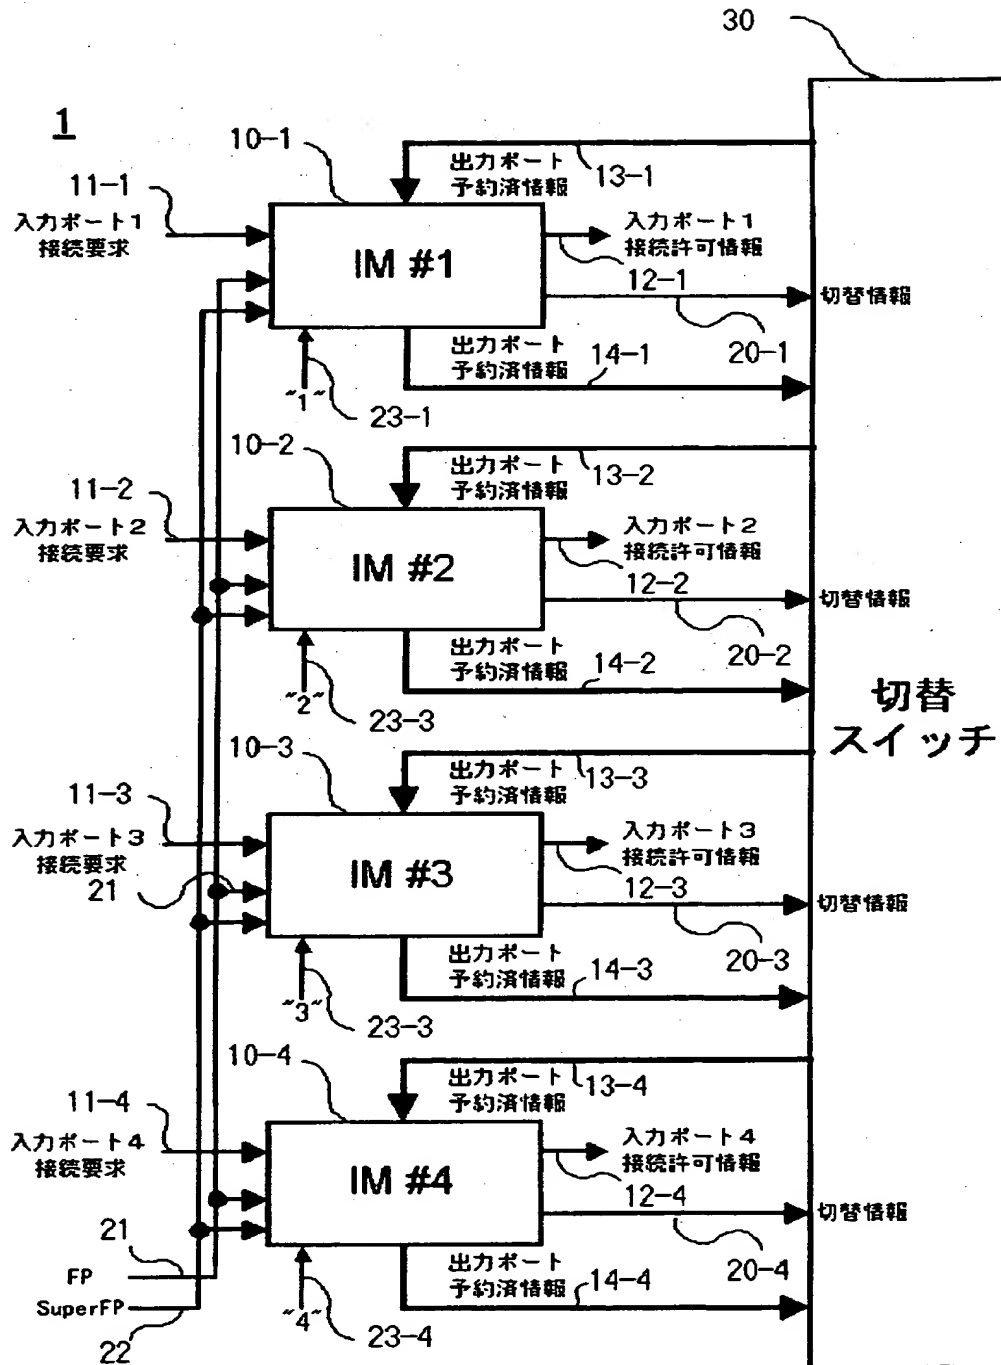 30
1
10-1
出力ポート
予約済情報
13-1
11-1
入力ポート1
接続要求
IM #1
入力ポート1
接続許可情報
12-1
切替情報
20-1
出力ポート
予約済情報
14-1
"1"
23-1
10-2
出力ポート
予約済情報
13-2
11-2
入力ポート2
接続要求
IM #2
入力ポート2
接続許可情報
12-2
切替情報
20-2
出力ポート
予約済情報
14-2
"2"
23-3
切替
スイッチ
10-3
出力ポート
予約済情報
13-3
11-3
入力ポート3
接続要求
21
IM #3
入力ポート3
接続許可情報
12-3
切替情報
20-3
出力ポート
予約済情報
14-3
"3"
23-3
10-4
出力ポート
予約済情報
13-4
11-4
入力ポート4
接続要求
IM #4
入力ポート4
接続許可情報
12-4
切替情報
20-4
出力ポート
予約済情報
14-4
"4"
23-4
21
FP
SuperFP
22